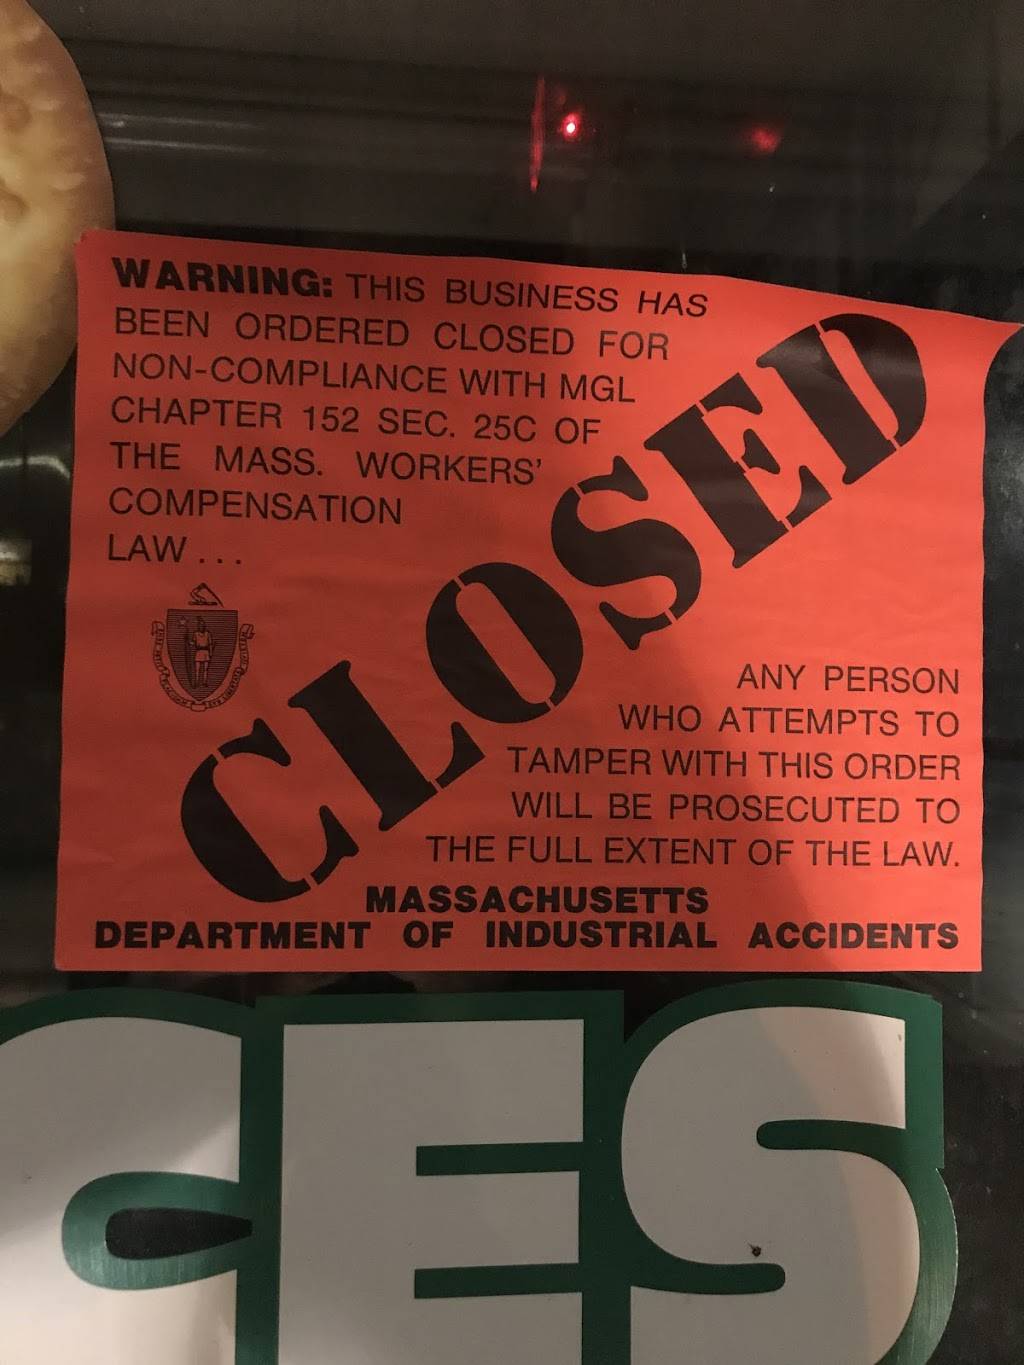 WARNING: THIS BUSINESS HAS
BEEN ORDERED CLOSED FOR
NON-COMPLIANCE WITH MGL
CHAPTER 152 SEC. 25C OF
THE MASS. WORKERS'
COMPENSATION
LAW . . .
CLOSED
ANY PERSON
WHO ATTEMPTS TO
TAMPER WITH THIS ORDER
WILL BE PROSECUTED TO
THE FULL EXTENT OF THE LAW.
MASSACHUSETTS
DEPARTMENT OF INDUSTRIAL ACCIDENTS
ES